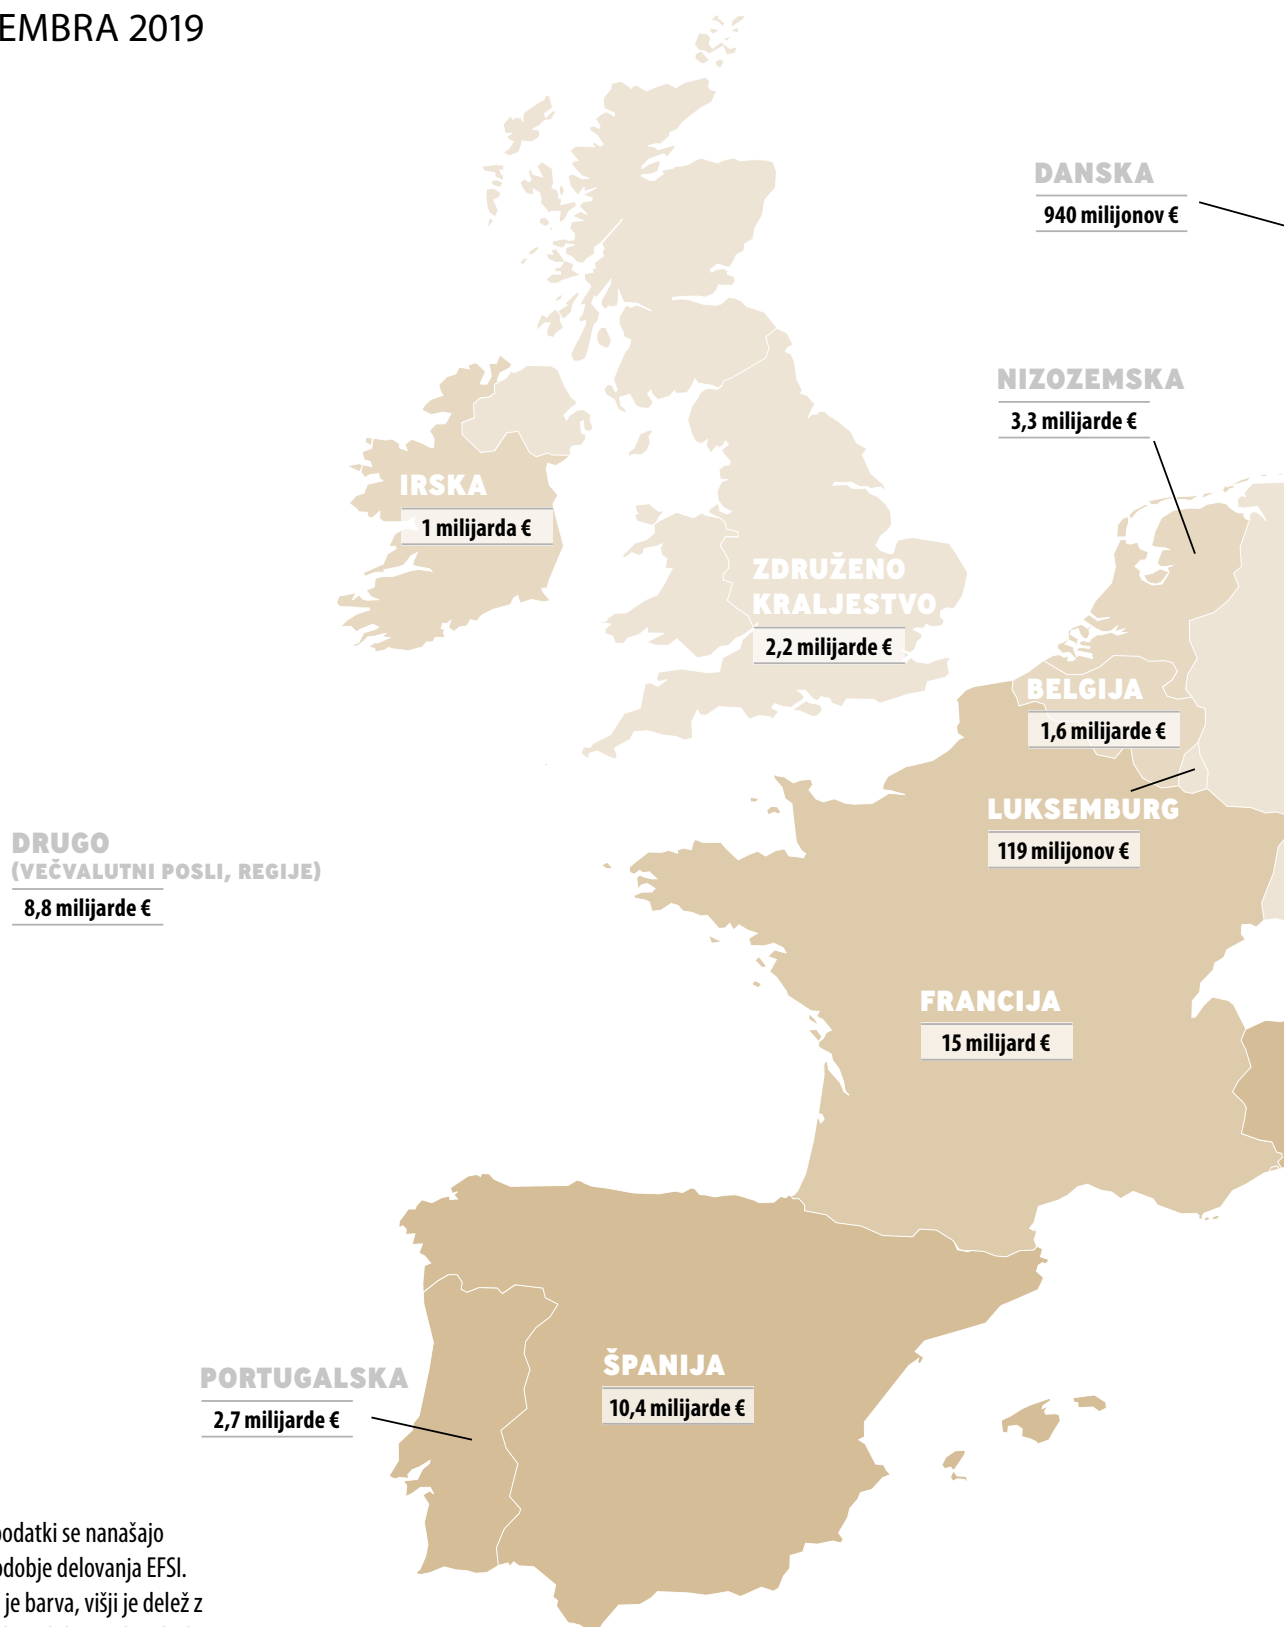 EMBRA 2019
DANSKA
940 milijonov €
NIZOZEMSKA
3,3 milijarde €
IRSKA
1 milijarda €
ZDRUŽENO
KRALJESTVO
2,2 milijarde €
BELGIJA
1,6 milijarde €
LUKSEMBURG
119 milijonov €
DRUGO
(VEČVALUTNI POSLI, REGIJE)
8,8 milijarde €
FRANCIJA
15 milijard €
ŠPANIJA
10,4 milijarde €
PORTUGALSKA
2,7 milijarde €
podatki se nanašajo
odobje delovanja EFSI.
je barva, višji je delež z